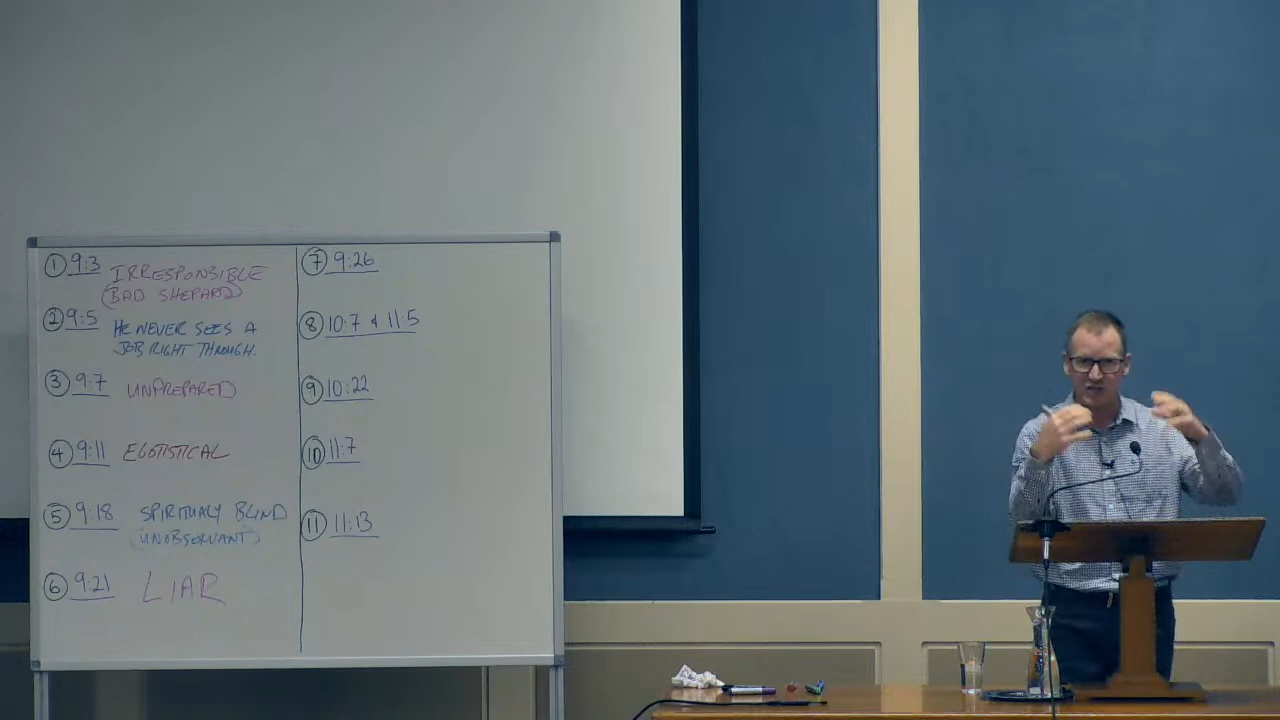 ① 9:3 IRRESPONSIBLE
(BAD SHEPARD)
② 9:5 HE NEVER SEES A
JOB RIGHT THROUGH.
③ 9:7 UNPREPARED
④ 9:11 EGOTISTICAL
⑤ 9:18 SPIRITUALY BLIND
(UNOBSERVANT)
⑥ 9:21 LIAR
⑦ 9:26
⑧ 10:7 & 11:5
⑨ 10:22
⑩ 11:7
⑪ 11:13